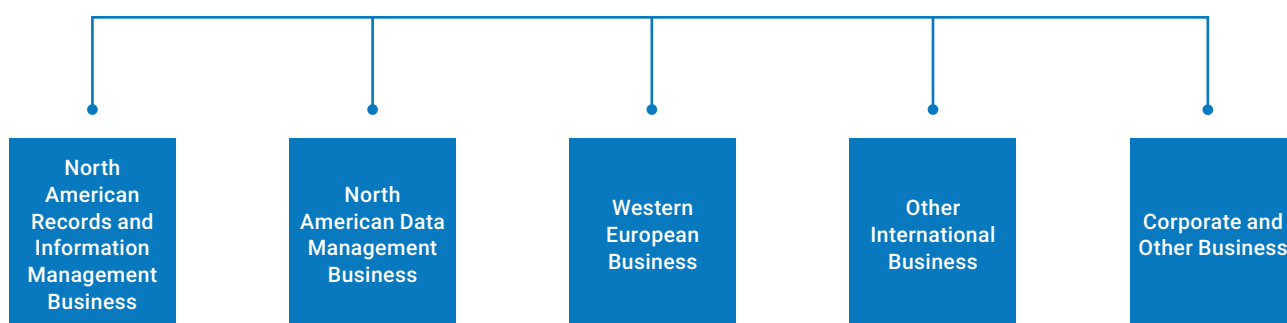 North
American
Records and
Information
Management
Business
North
American Data
Management
Business
Western
European
Business
Other
International
Business
Corporate and
Other Business